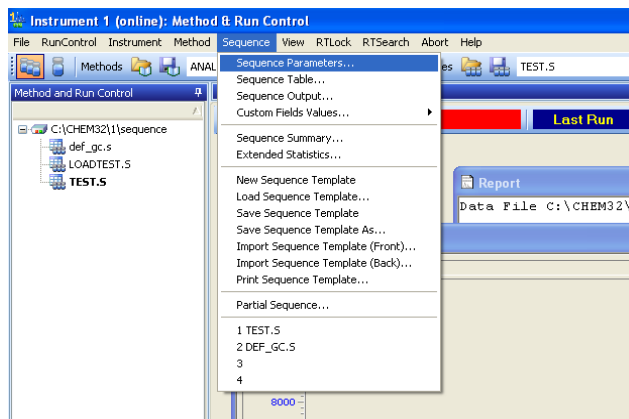 Instrument 1 (online): Method & Run Control
File RunControl Instrument Method Sequence View RTLock RTSearch Abort Help
Methods ANAL es TEST.S
Method and Run Control
C:\CHEM32\1\sequence
def_gc.s
LOADTEST.S
TEST.S
Sequence Parameters...
Sequence Table...
Sequence Output...
Custom Fields Values...
Sequence Summary...
Extended Statistics...
New Sequence Template
Load Sequence Template...
Save Sequence Template
Save Sequence Template As...
Import Sequence Template (Front)...
Import Sequence Template (Back)...
Print Sequence Template...
Partial Sequence...
1 TEST.S
2 DEF_GC.S
3
4
Last Run
Report
Data File C:\CHEM32\
8000